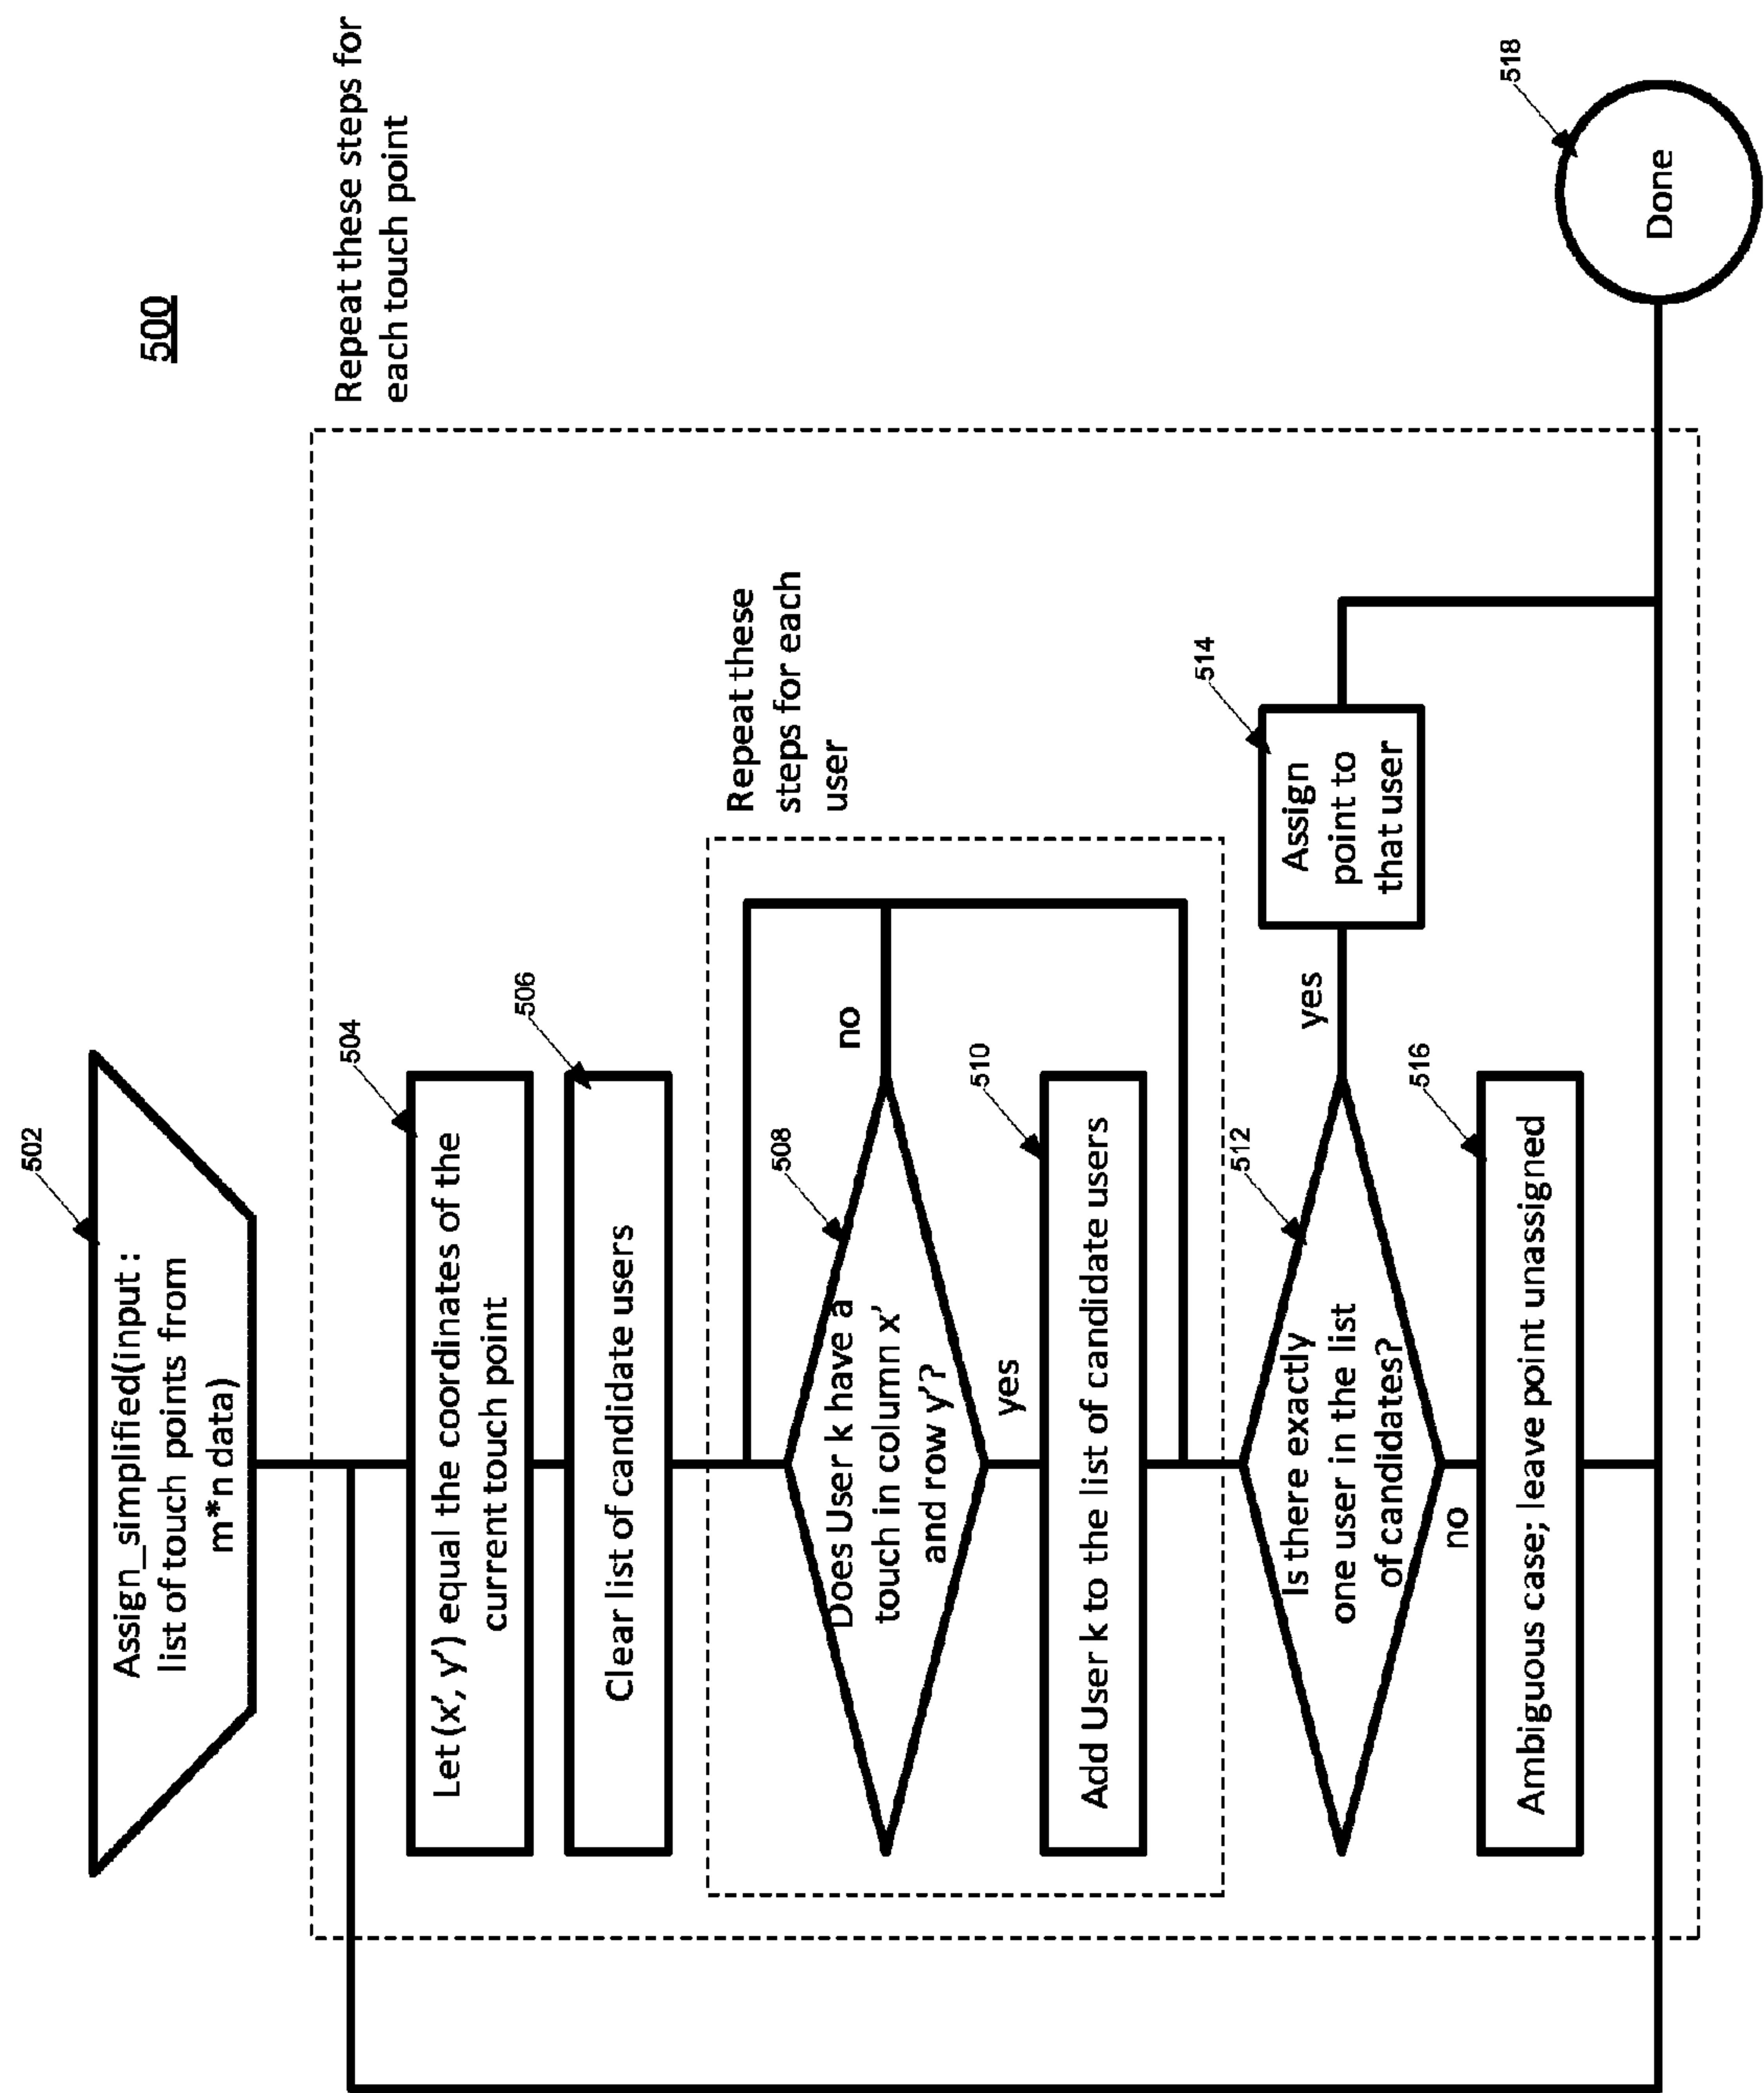 500
502
Assign_simplified(input :
list of touch points from
m*n data)
Repeat these steps for
each touch point
504
Let (x’, y’) equal the coordinates of the
current touch point
506
Clear list of candidate users
Repeat these
steps for each
user
508
Does User k have a
touch in column x’
and row y’?
no
yes
510
Add User k to the list of candidate users
512
Is there exactly
one user in the list
of candidates?
yes
514
Assign
point to
that user
no
516
Ambiguous case; leave point unassigned
518
Done